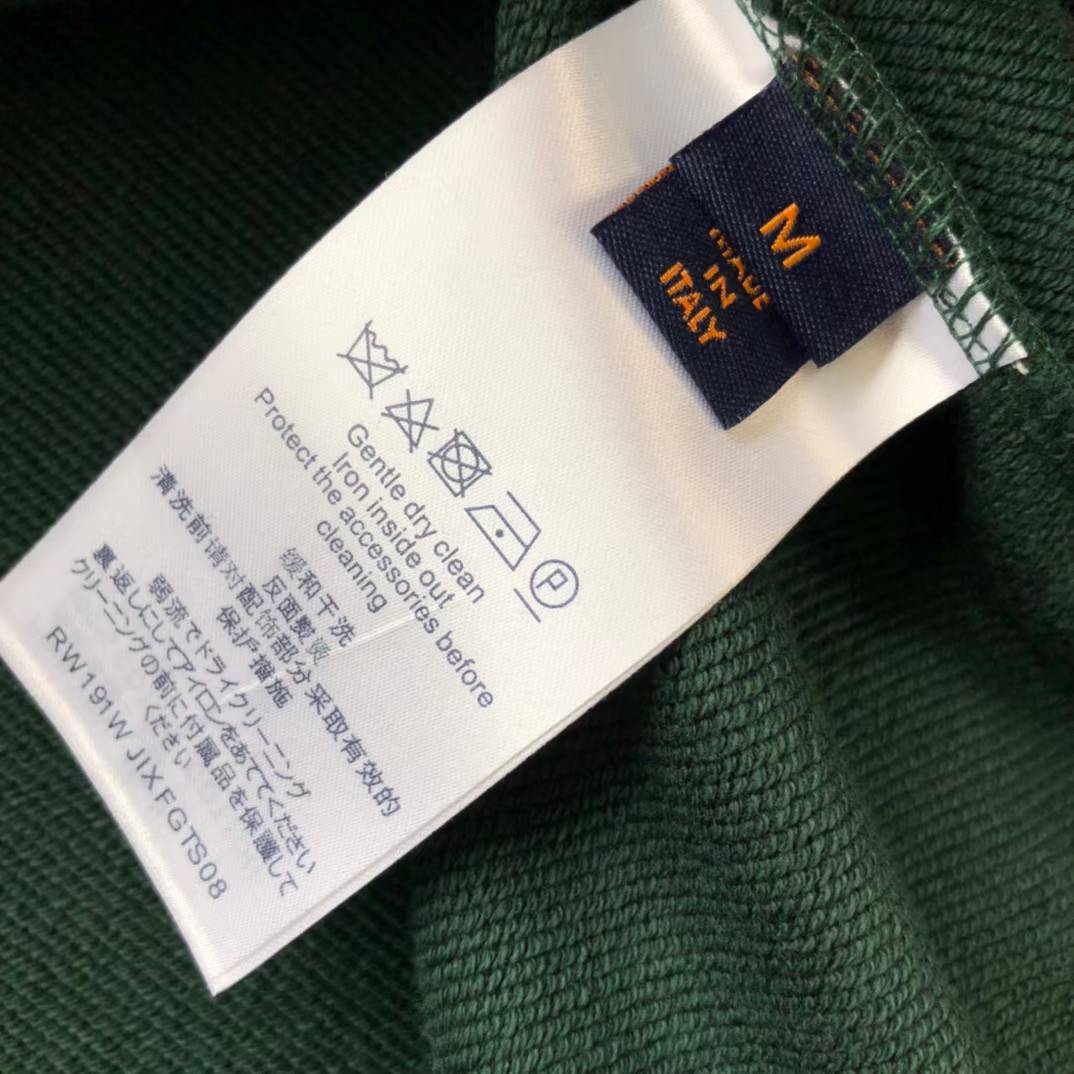 M
MADE
IN
ITALY
P
Gentle dry clean
Iron inside out
Protect the accessories before
cleaning
缓和干洗
反面熨烫
清洗前请对配饰部分采取有效的
保护措施
弱流でドライクリーニング
裏返しにしてアイロンをあててください
クリーニングの前に付属品を保護して
ください
RW191W JIX FGTS08